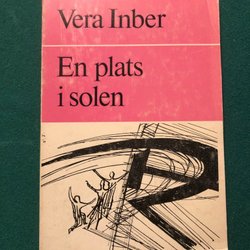 Vera Inber
En plats
i solen